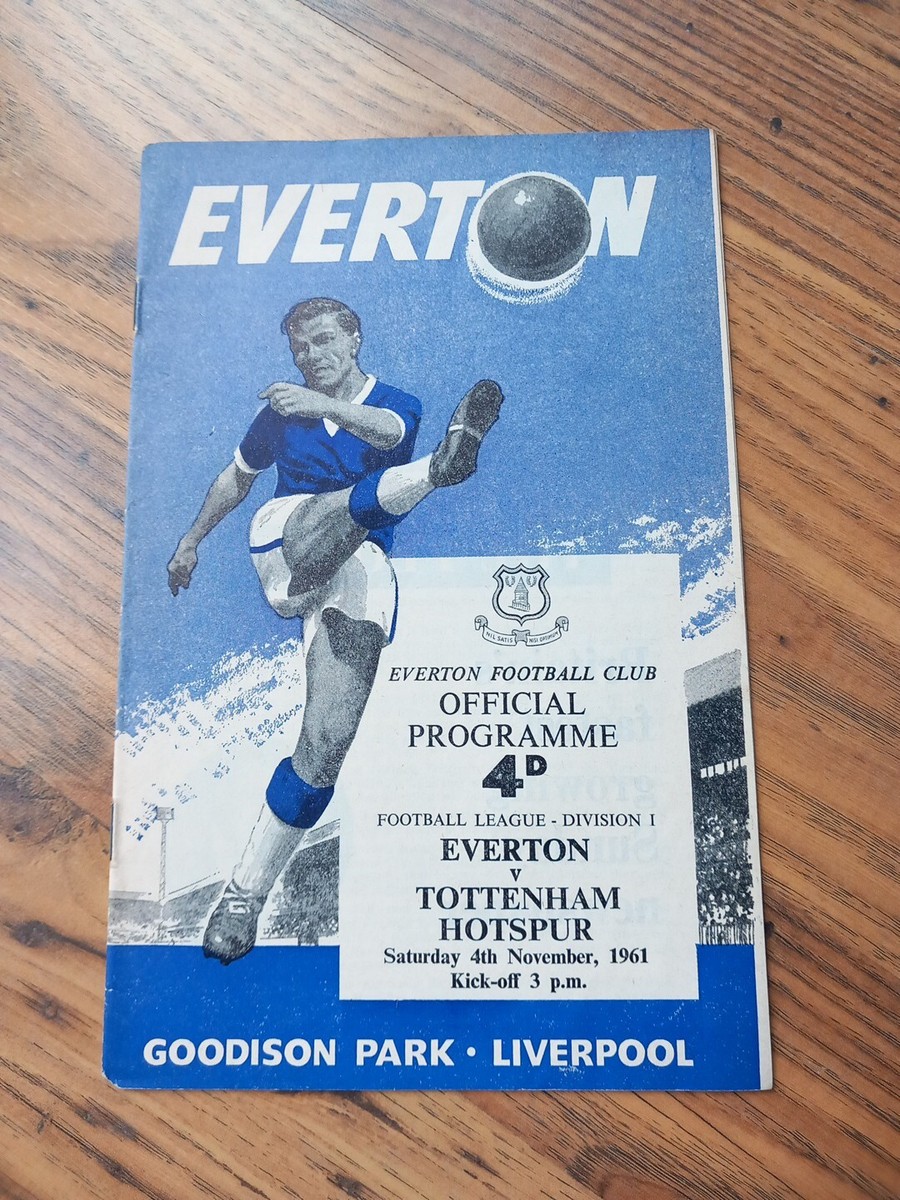 EVERTON
NIL SATIS NISI OPTIMUM
EVERTON FOOTBALL CLUB
OFFICIAL
PROGRAMME
4D
FOOTBALL LEAGUE - DIVISION I
EVERTON
v
TOTTENHAM
HOTSPUR
Saturday 4th November, 1961
Kick-off 3 p.m.
GOODISON PARK • LIVERPOOL